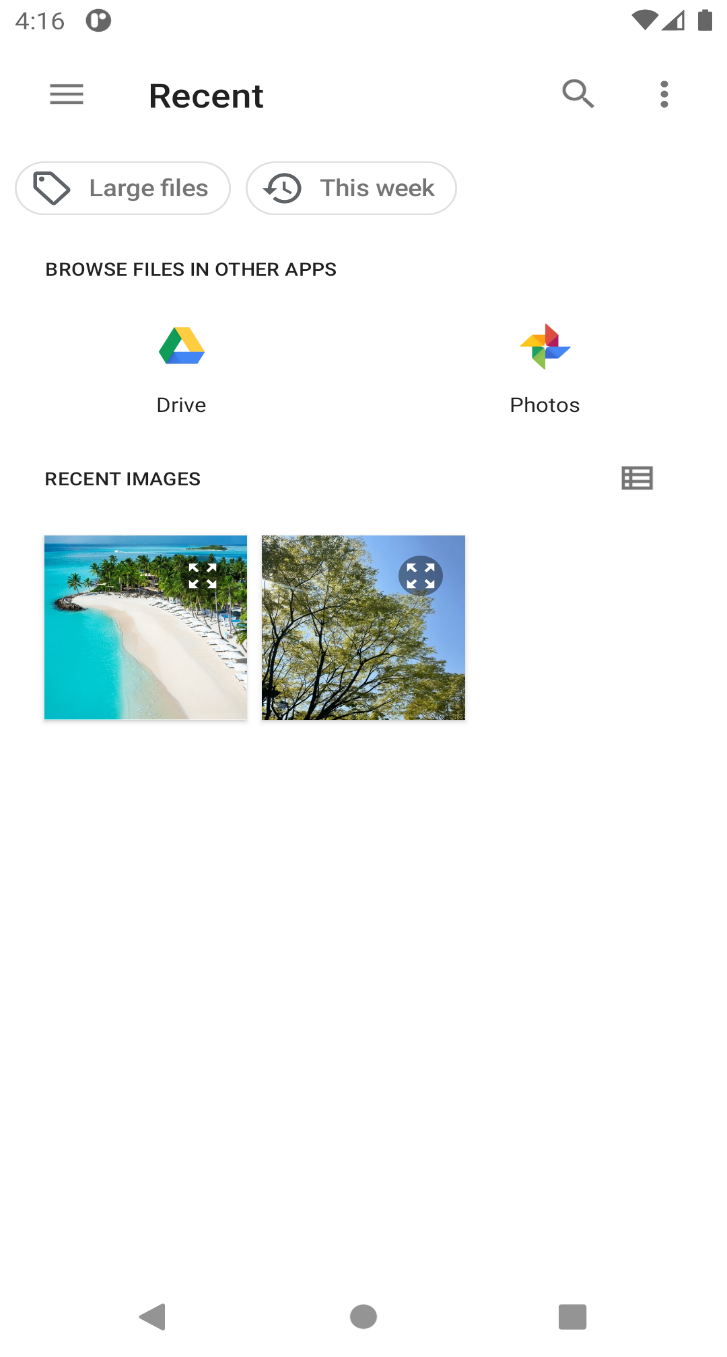 4:16
Recent
Large files
This week
BROWSE FILES IN OTHER APPS
Drive
Photos
RECENT IMAGES